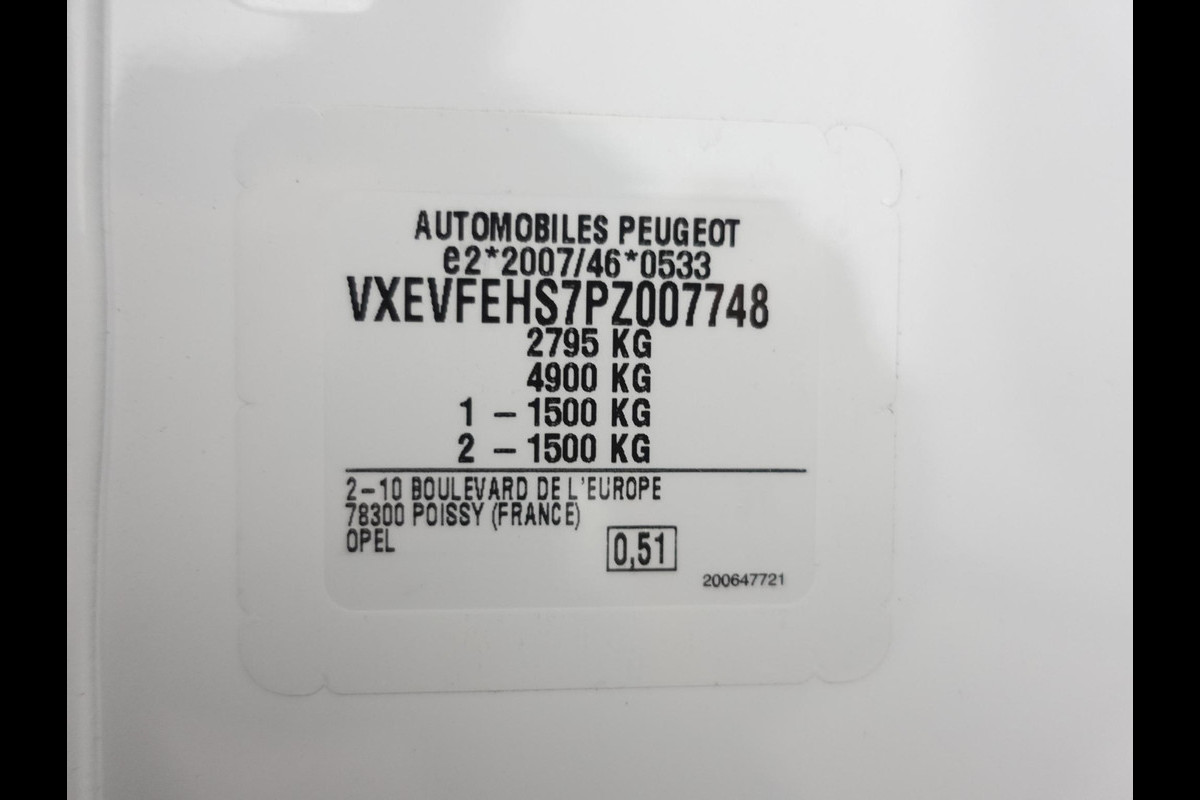 AUTOMOBILES PEUGEOT
e2*2007/46*0533
VXEVFEHS7PZ007748
2795 KG
4900 KG
1 - 1500 KG
2 - 1500 KG
2-10 BOULEVARD DE L'EUROPE
78300 POISSY (FRANCE)
OPEL
0,51
200647721